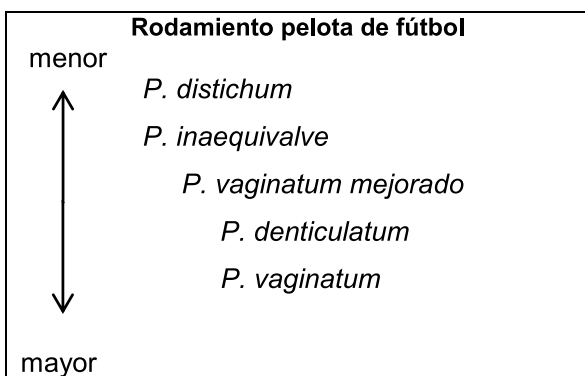 Rodamiento pelota de fútbol
menor
P. distichum
P. inaequivalve
P. vaginatum mejorado
P. denticulatum
P. vaginatum
mayor